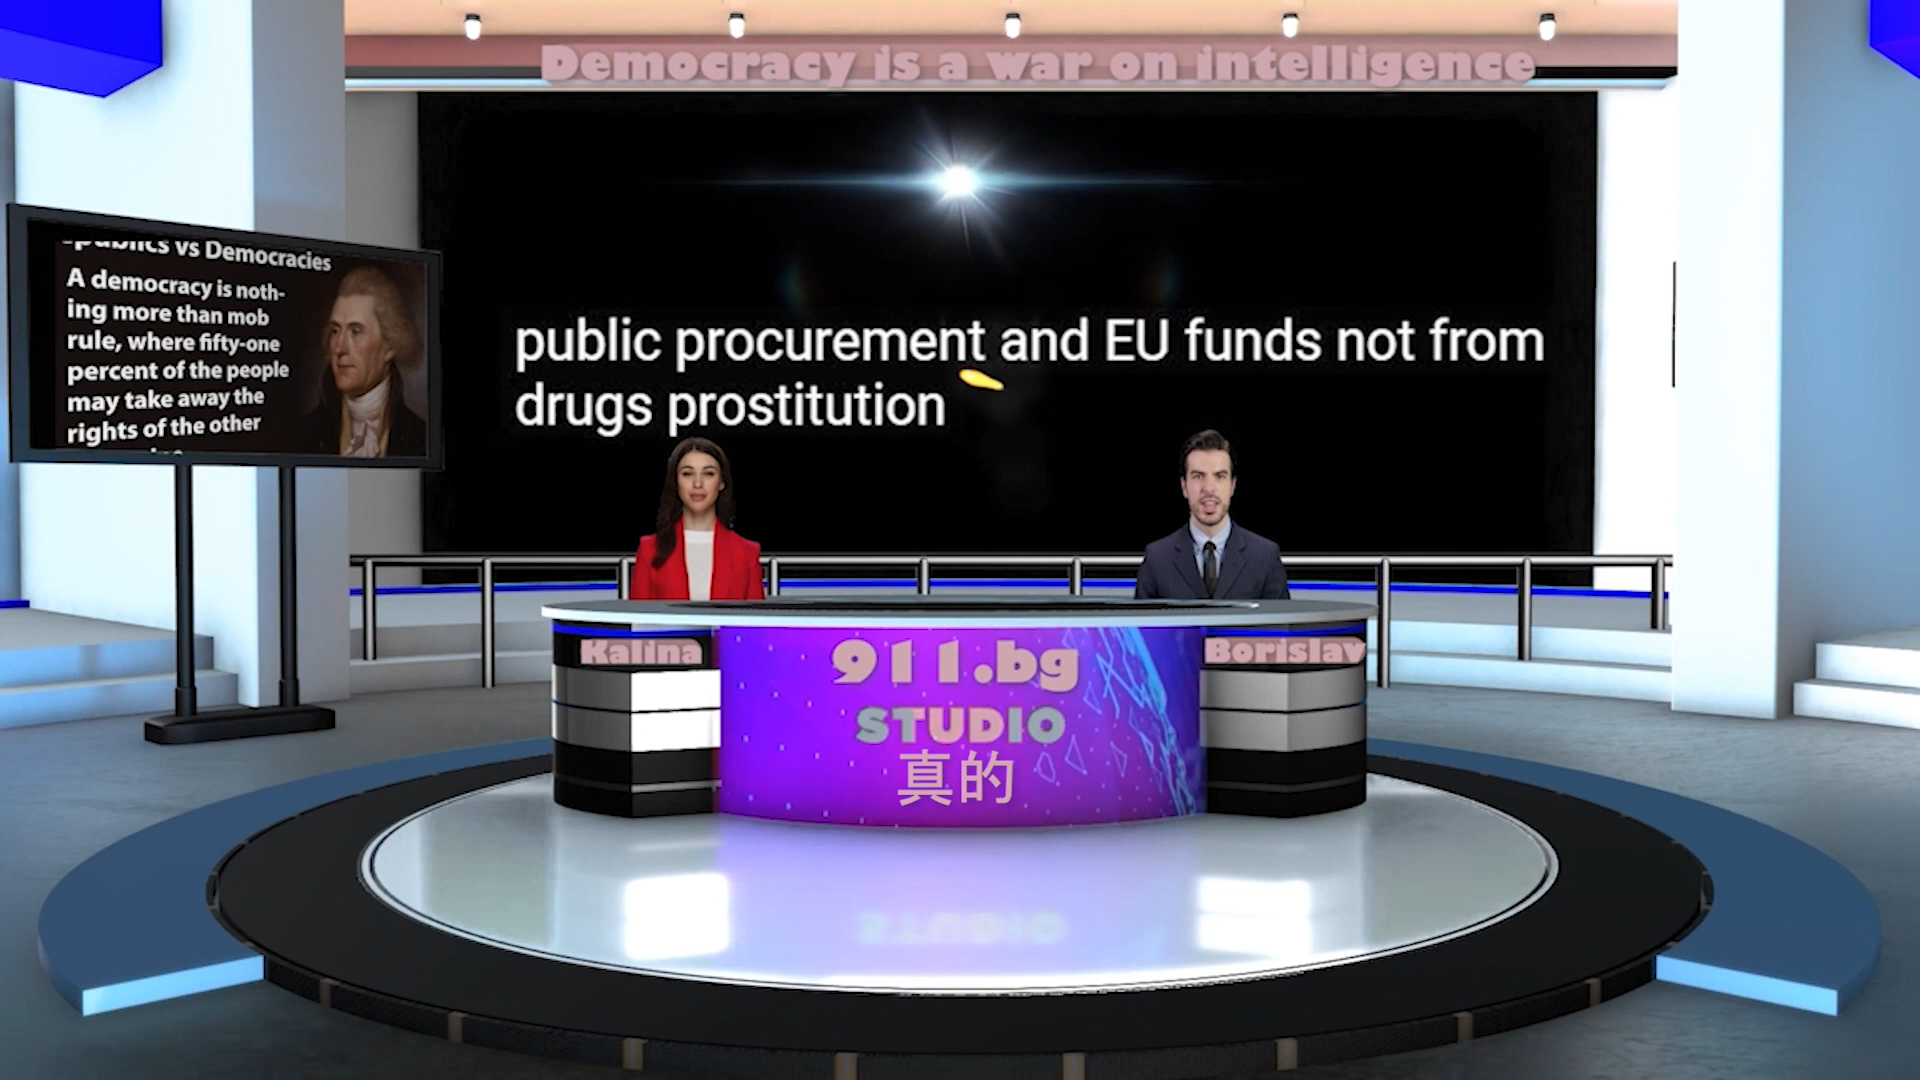 Democracy is a war on intelligence
vs Democracies
A democracy is noth-
ing more than mob
rule, where fifty-one
percent of the people
may take away the
rights of the other
public procurement and EU funds not from
drugs prostitution
Kalina
911.bg
STUDIO
真的
Borislav